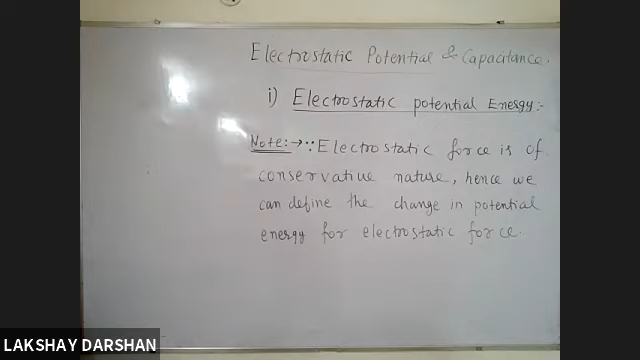 Electrostatic Potential & Capacitance.
i) Electrostatic potential Energy:-
Note:→ ∵ Electrostatic force is of
conservative nature, hence we
can define the change in potential
energy for electrostatic force.
LAKSHAY DARSHAN